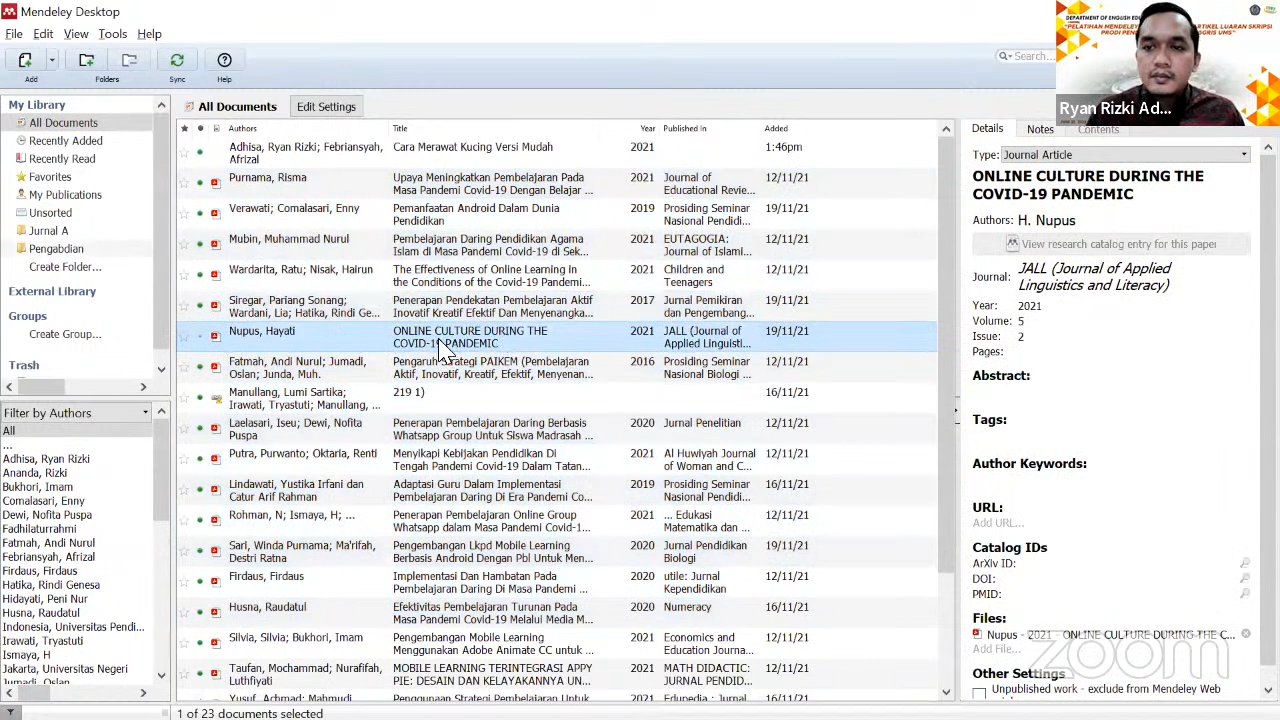 Mendeley Desktop
File Edit View Tools Help
Add Folders Sync Help
Search...
DEPARTMENT OF ENGLISH
Ryan Rizki Ad...
My Library
All Documents
Recently Added
Recently Read
Favorites
My Publications
Unsorted
Jurnal A
Pengabdian
Create Folder...
External Library
Groups
Create Group...
Trash
Filter by Authors
All
...
Adhisa, Ryan Rizki
Ananda, Rizki
Bukhori, Imam
Comalasari, Enny
Dewi, Nofita Puspa
Fadhilaturrahmi
Fatmah, Andi Nurul
Febriansyah, Afrizal
Firdaus, Firdaus
Hatika, Rindi Genesa
Hidayati, Peni Nur
Husna, Raudatul
Indonesia, Universitas Pendi...
Irawati, Tryastuti
Ismaya, H
Jakarta, Universitas Negeri
Jumadi, Oslan
All Documents Edit Settings
Authors Title Year Published in Added
Adhisa, Ryan Rizki; Febriansyah, Cara Merawat Kucing Versi Mudah 2021 1:46pm
Afrizal
Purnama, Risma Upaya Meningkatkan Pembelajaran Pada 2021 Journal of 12/11/21
Masa Pandemi Covid-19 Dengan Belajar ... Educational Revie...
Verawati; Comalasari, Enny Pemanfaatan Android Dalam Dunia 2019 Prosiding Seminar 19/11/21
Pendidikan Nasional Pendidi...
Mubin, Muhammad Nurul Pembelajaran Daring Pendidikan Agama 2021 EUTAGOGIA: 12/11/21
Islam di Masa Pandemi Covid-19 di Sek... Journal of Islami...
Wardarita, Ratu; Nisak, Hairun The Effectiveness of Online Learning in 2021 Children and 12/11/21
the Conditions of the Covid-19 Pandemi... Teenagers
Siregar, Pariang Sonang; Penerapan Pendekatan Pembelajaran Aktif 2017 Jurnal Pemikiran 19/11/21
Wardani, Lia; Hatika, Rindi Ge... Inovatif Kreatif Efektif Dan Menyenangka... dan Pengembang...
Nupus, Hayati ONLINE CULTURE DURING THE 2021 JALL (Journal of 19/11/21
COVID-19 PANDEMIC Applied Linguisti...
Fatmah, Andi Nurul; Jumadi, Pengaruh Strategi PAIKEM (Pembelajaran 2016 Prosiding Seminar 12/11/21
Oslan; Junda, Muh. Aktif, Inovatif, Kreatif, Efektif, Menyenan... Nasional Biologi ...
Manullang, Lumi Sartika; 219 1) 16/11/21
Irawati, Tryastuti; Manullang, ...
Laelasari, Iseu; Dewi, Nofita Penerapan Pembelajaran Daring Berbasis 2020 Jurnal Penelitian 12/11/21
Puspa Whatsapp Group Untuk SIswa Madrasah ...
Putra, Purwanto; Oktaria, Renti Menyikapi Kebijakan Pendidikan Di 2021 Al Huwiyah Journal 12/11/21
Tengah Pandemi Covid-19 Dalam Tatan... of Woman and C...
Lindawati, Yustika Irfani dan Adaptasi Guru Dalam Implementasi 2019 Prosiding Seminar 16/11/21
Catur Arif Rahman Pembelajaran Daring Di Era Pandemi Co... Nasional Pendidi...
Rohman, N; Ismaya, H; ... Penerapan Pembelajaran Online Group 2021 ... Edukasi 12/11/21
Whatsapp dalam Masa Pandemi Covid-1... Matematika dan ...
Sari, Winda Purnama; Ma'rifah, Pengembangan Lkpd Mobile Learning 2020 Jurnal Pendidikan 19/11/21
Destri Ratna Berbasis Android Dengan Pbl Untuk Men... Biologi
Firdaus, Firdaus Implementasi Dan Hambatan Pada 2020 utile: Jurnal 12/11/21
Pembelajaran Daring Di Masa Pandemi ... Kependidikan
Husna, Raudatul Efektivitas Pembelajaran Turunan Pada 2020 Numeracy 16/11/21
Fungsi Melalui Media M...
Silvia, Silvia; Bukhori, Imam Pengembangan Mobile Learning 2021 Economics and 12/11/21
Menggunakan Adobe Animate CC untuk ... Education Journa...
Taufan, Mochammad; Nurafifah, MOBILE LEARNING TERINTEGRASI APPY 2021 MATH DIDACTIC: 12/11/21
Luthfiyati PIE: DESAIN DAN KELAYAKANNYA UN... JURNAL PENDID...
Yusuf, Achmad; Mahmudi, Penggunaan Strategi Pembelajaran 2021 Edupedia : Jurnal 12/11/21
Details Notes Contents
Type: Journal Article
ONLINE CULTURE DURING THE
COVID-19 PANDEMIC
Authors: H. Nupus
View research catalog entry for this paper
Journal: JALL (Journal of Applied
Linguistics and Literacy)
Year: 2021
Volume: 5
Issue: 2
Pages:
Abstract:
Tags:
Author Keywords:
URL:
Add URL...
Catalog IDs
ArXiv ID:
DOI:
PMID:
Files:
Nupus - 2021 - ONLINE CULTURE DURING THE C...
Add File...
Other Settings
Unpublished work - exclude from Mendeley Web
zoom
1 of 23 documents selected